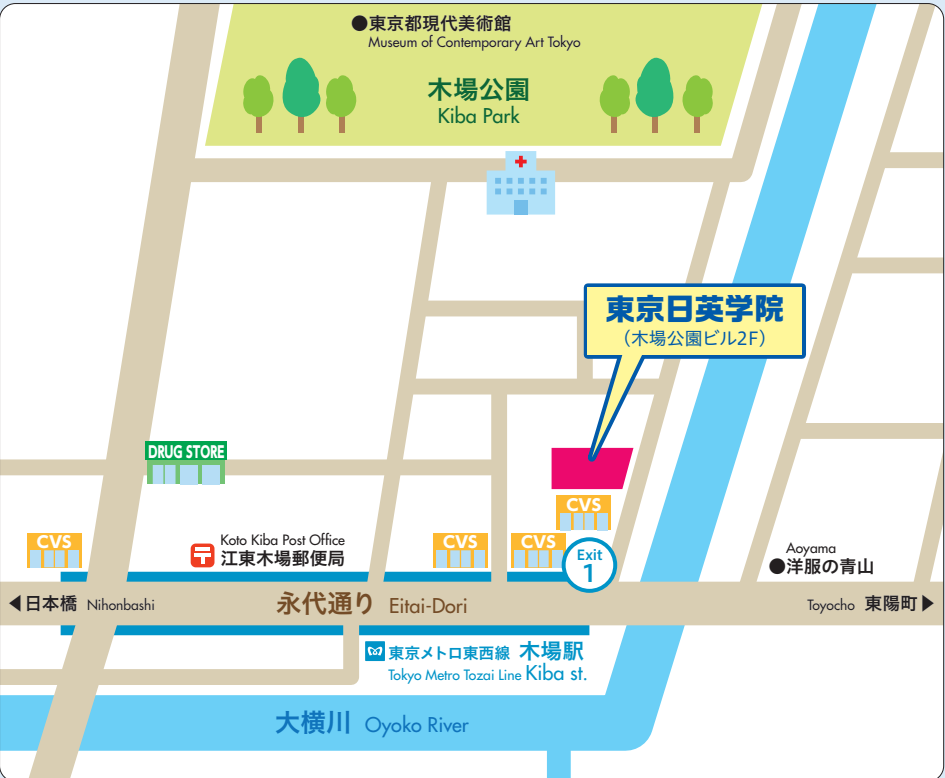 ●東京都現代美術館
Museum of Contemporary Art Tokyo
木場公園
Kiba Park
東京日英学院
(木場公園ビル2F)
DRUG STORE
CVS
CVS
Koto Kiba Post Office
江東木場郵便局
CVS
CVS
Exit
1
Aoyama
●洋服の青山
◀日本橋 Nihonbashi
永代通り Eitai-Dori
Toyocho 東陽町▶
東京メトロ東西線 木場駅
Tokyo Metro Tozai Line Kiba st.
大横川 Oyoko River